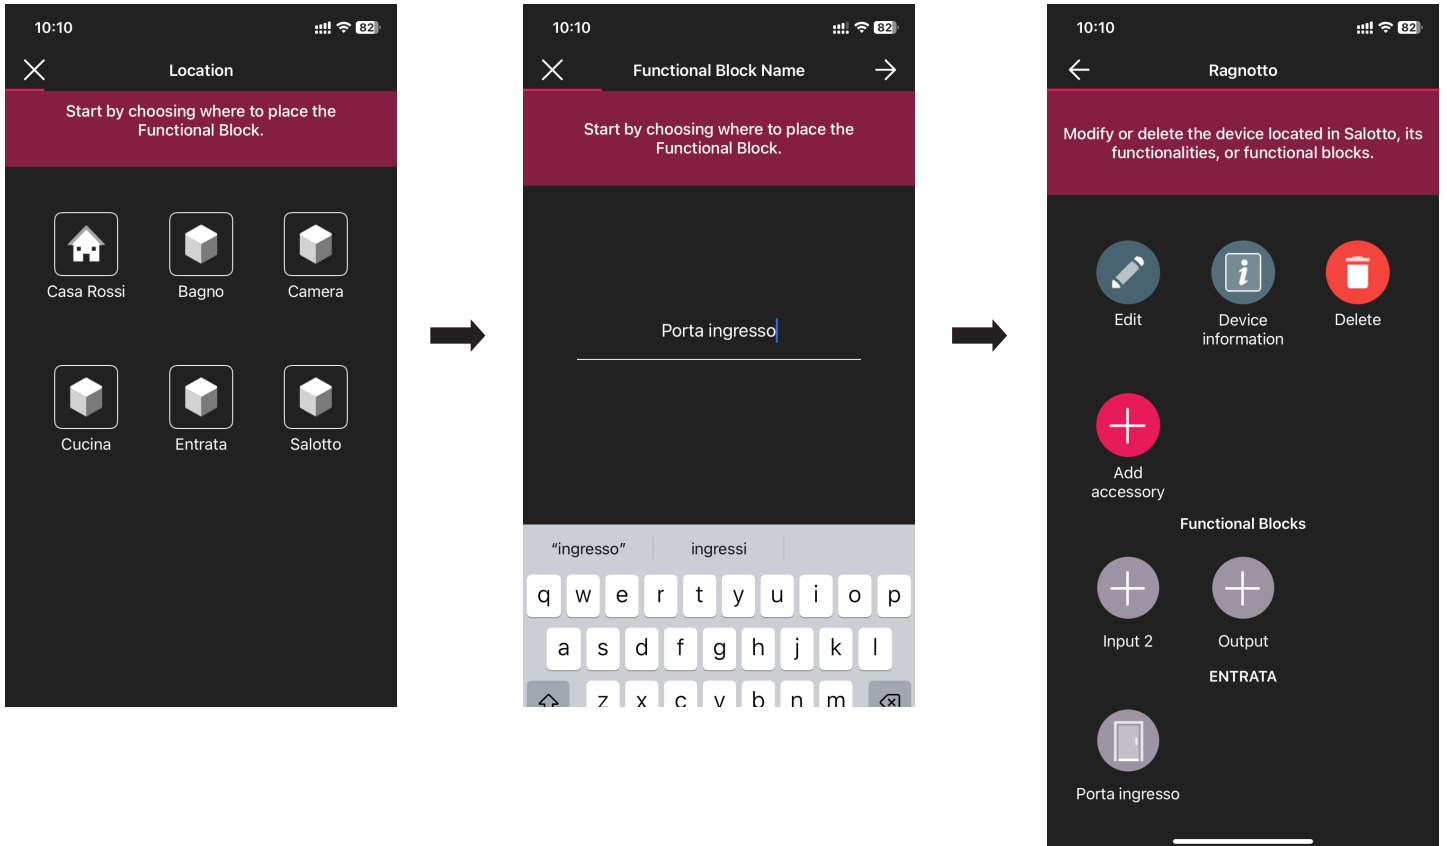 10:10
82
Location
Start by choosing where to place the
Functional Block.
Casa Rossi
Bagno
Camera
Cucina
Entrata
Salotto
10:10
82
Functional Block Name
Start by choosing where to place the
Functional Block.
Porta ingresso
“ingresso”
ingressi
q w e r t y u i o p
a s d f g h j k l
z x c v b n m
10:10
82
Ragnotto
Modify or delete the device located in Salotto, its
functionalities, or functional blocks.
Edit
Device
information
Delete
Add
accessory
Functional Blocks
Input 2
Output
ENTRATA
Porta ingresso